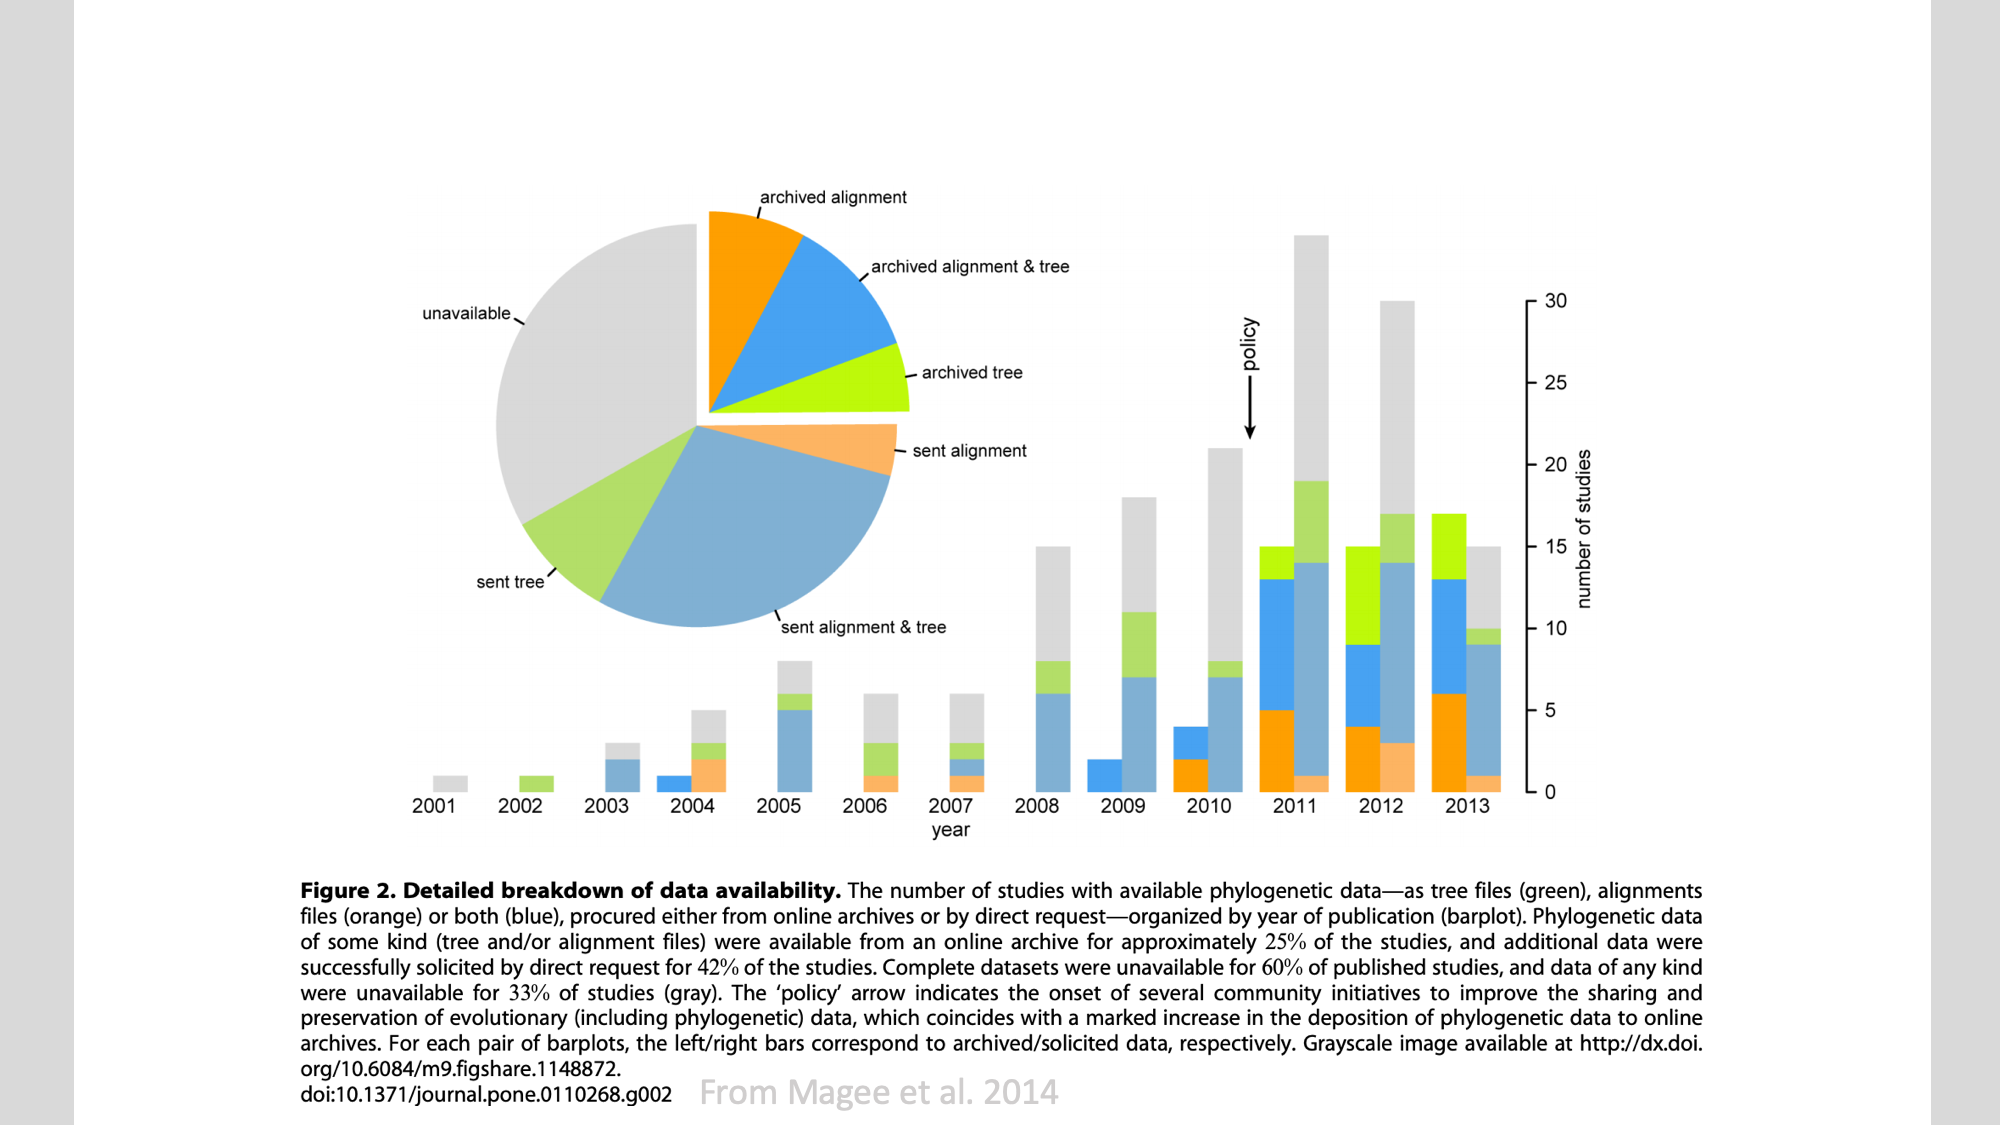 archived alignment
archived alignment & tree
unavailable
archived tree
sent alignment
sent tree
sent alignment & tree
policy
30
25
20
15
10
5
0
number of studies
2001 2002 2003 2004 2005 2006 2007 2008 2009 2010 2011 2012 2013
year
Figure 2. Detailed breakdown of data availability. The number of studies with available phylogenetic data—as tree files (green), alignments
files (orange) or both (blue), procured either from online archives or by direct request—organized by year of publication (barplot). Phylogenetic data
of some kind (tree and/or alignment files) were available from an online archive for approximately 25% of the studies, and additional data were
successfully solicited by direct request for 42% of the studies. Complete datasets were unavailable for 60% of published studies, and data of any kind
were unavailable for 33% of studies (gray). The ‘policy’ arrow indicates the onset of several community initiatives to improve the sharing and
preservation of evolutionary (including phylogenetic) data, which coincides with a marked increase in the deposition of phylogenetic data to online
archives. For each pair of barplots, the left/right bars correspond to archived/solicited data, respectively. Grayscale image available at http://dx.doi.
org/10.6084/m9.figshare.1148872.
doi:10.1371/journal.pone.0110268.g002 From Magee et al. 2014